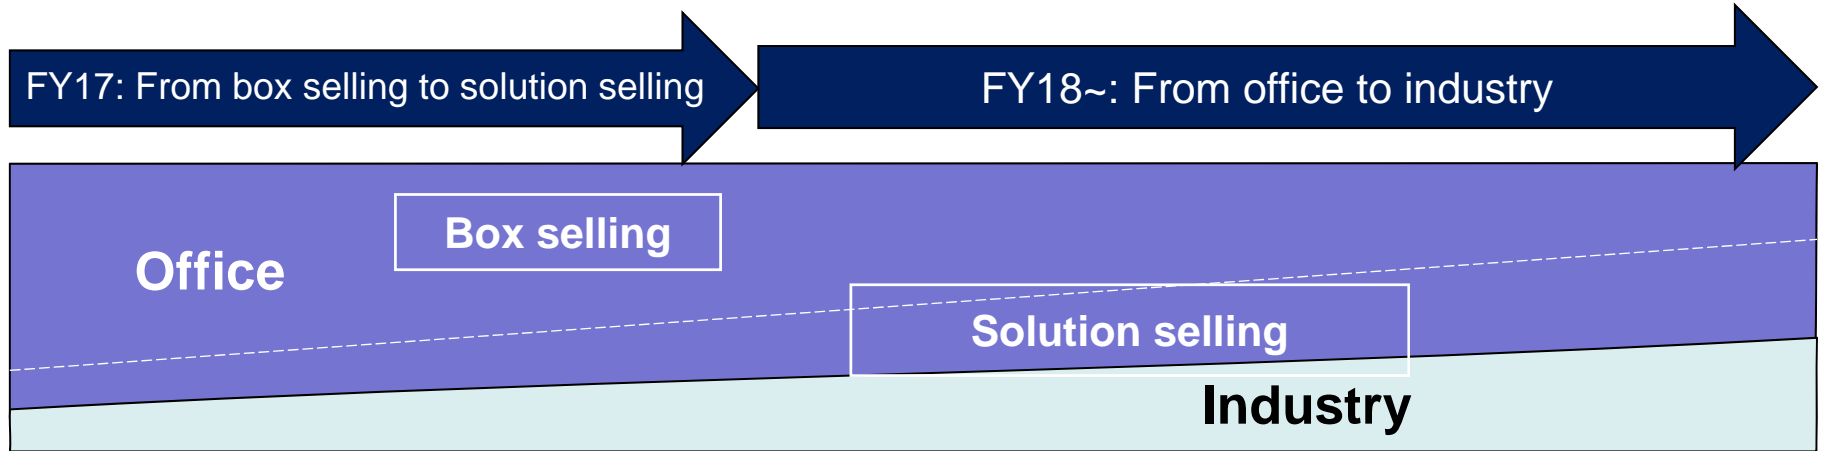 FY17: From box selling to solution selling
FY18~: From office to industry
Box selling
Office
Solution selling
Industry